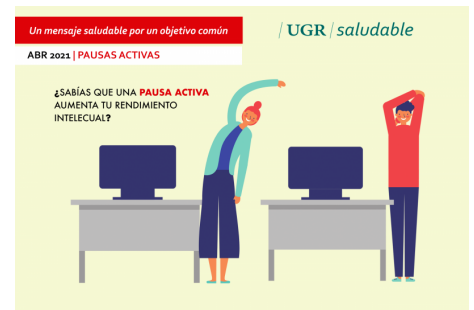 Un mensaje saludable por un objetivo común
/ UGR / saludable
ABR 2021 | PAUSAS ACTIVAS
¿SABÍAS QUE UNA PAUSA ACTIVA
AUMENTA TU RENDIMIENTO
INTELECUAL?